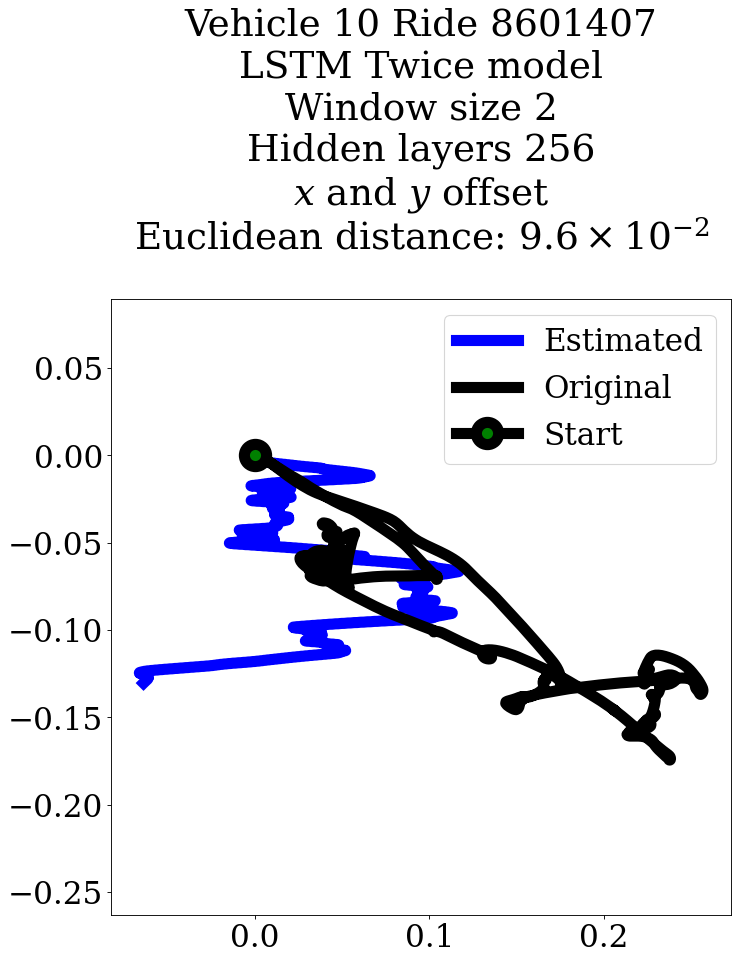 Vehicle 10 Ride 8601407
LSTM Twice model
Window size 2
Hidden layers 256
x and y offset
Euclidean distance: 9.6 × 10⁻²
Estimated
Original
Start
0.05
0.00
−0.05
−0.10
−0.15
−0.20
−0.25
0.0 0.1 0.2